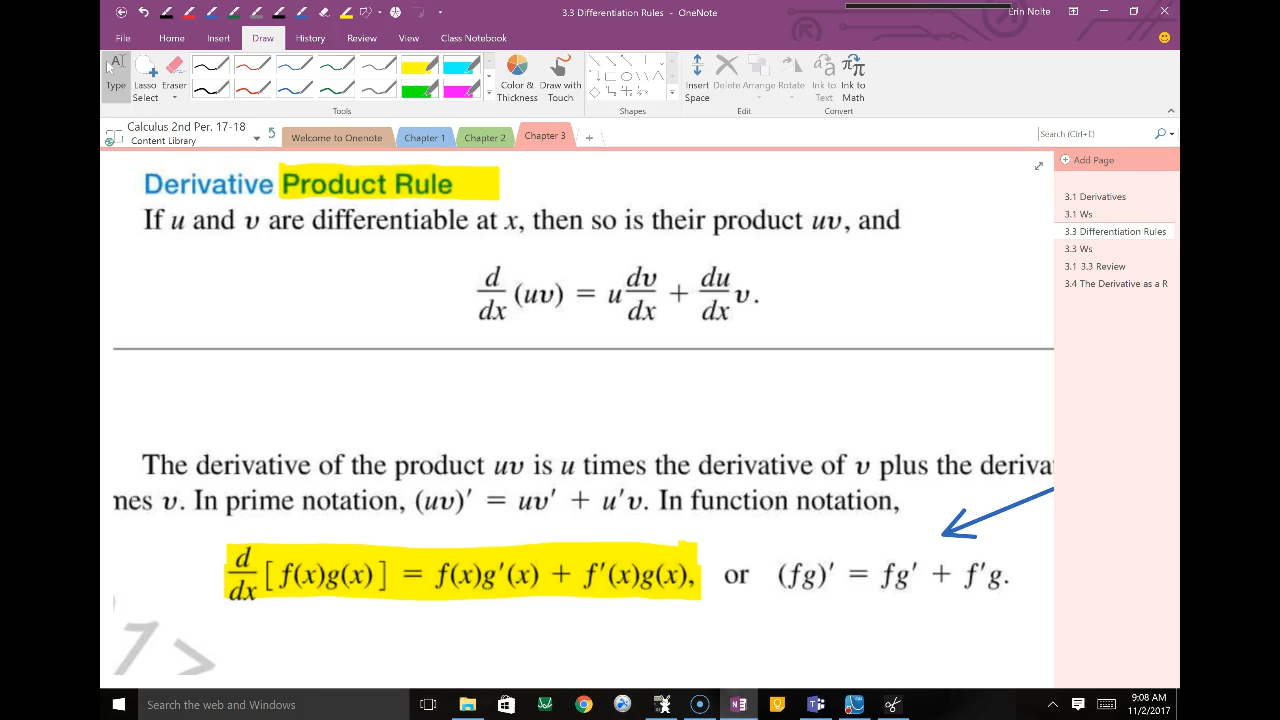 3.3 Differentiation Rules - OneNote
Erin Nolte
File Home Insert Draw History Review View Class Notebook
Type
Lasso Select
Eraser
Color & Thickness
Draw with Touch
Insert Space
Delete
Arrange
Rotate
Ink to Text
Ink to Math
Tools
Shapes
Edit
Convert
Calculus 2nd Per. 17-18
Content Library
Welcome to Onenote
Chapter 1
Chapter 2
Chapter 3
Search (Ctrl+E)
Add Page
3.1 Derivatives
3.1 Ws
3.3 Differentiation Rules
3.3 Ws
3.1 3.3 Review
3.4 The Derivative as a R
Derivative Product Rule
If u and v are differentiable at x, then so is their product uv, and
d/dx (uv) = u dv/dx + du/dx v.
The derivative of the product uv is u times the derivative of v plus the deriva
nes v. In prime notation, (uv)′ = uv′ + u′v. In function notation,
d/dx [f(x)g(x)] = f(x)g′(x) + f′(x)g(x), or (fg)′ = fg′ + f′g.
Search the web and Windows
9:08 AM
11/2/2017